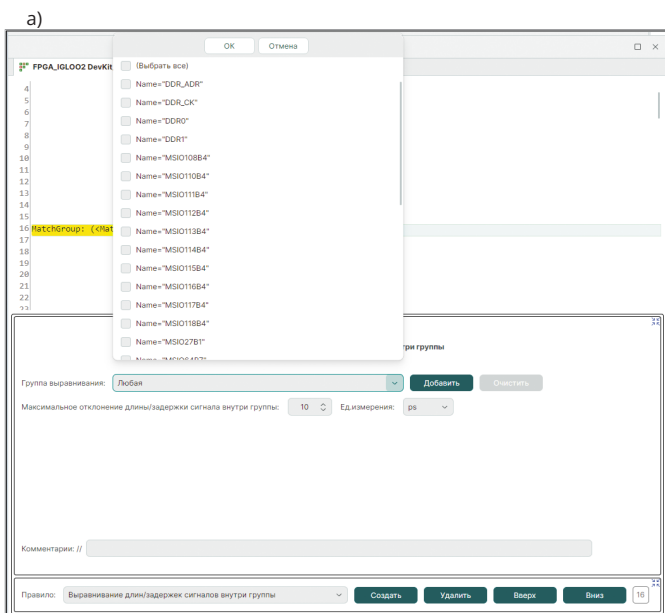 а)
ОК Отмена
FPGA_IGLOO2 DevKit
(Выбрать все)
4
Name="DDR_ADR"
5
Name="DDR_CK"
6
7
Name="DDR0"
8
Name="DDR1"
9
10
Name="MSIO108B4"
11
Name="MSIO110B4"
12
13
Name="MSIO111B4"
14
Name="MSIO112B4"
15
16 MatchGroup: (<Mat
Name="MSIO113B4"
17
18
Name="MSIO114B4"
19
Name="MSIO115B4"
20
Name="MSIO116B4"
21
22
Name="MSIO117B4"
Name="MSIO118B4"
Name="MSIO27B1"
при группы
Группа выравнивания: Любая Добавить Очистить
Максимальное отклонение длины/задержки сигнала внутри группы: 10 Ед.измерения: ps
Комментарии: //
Правило: Выравнивание длин/задержек сигналов внутри группы Создать Удалить Вверх Вниз 16